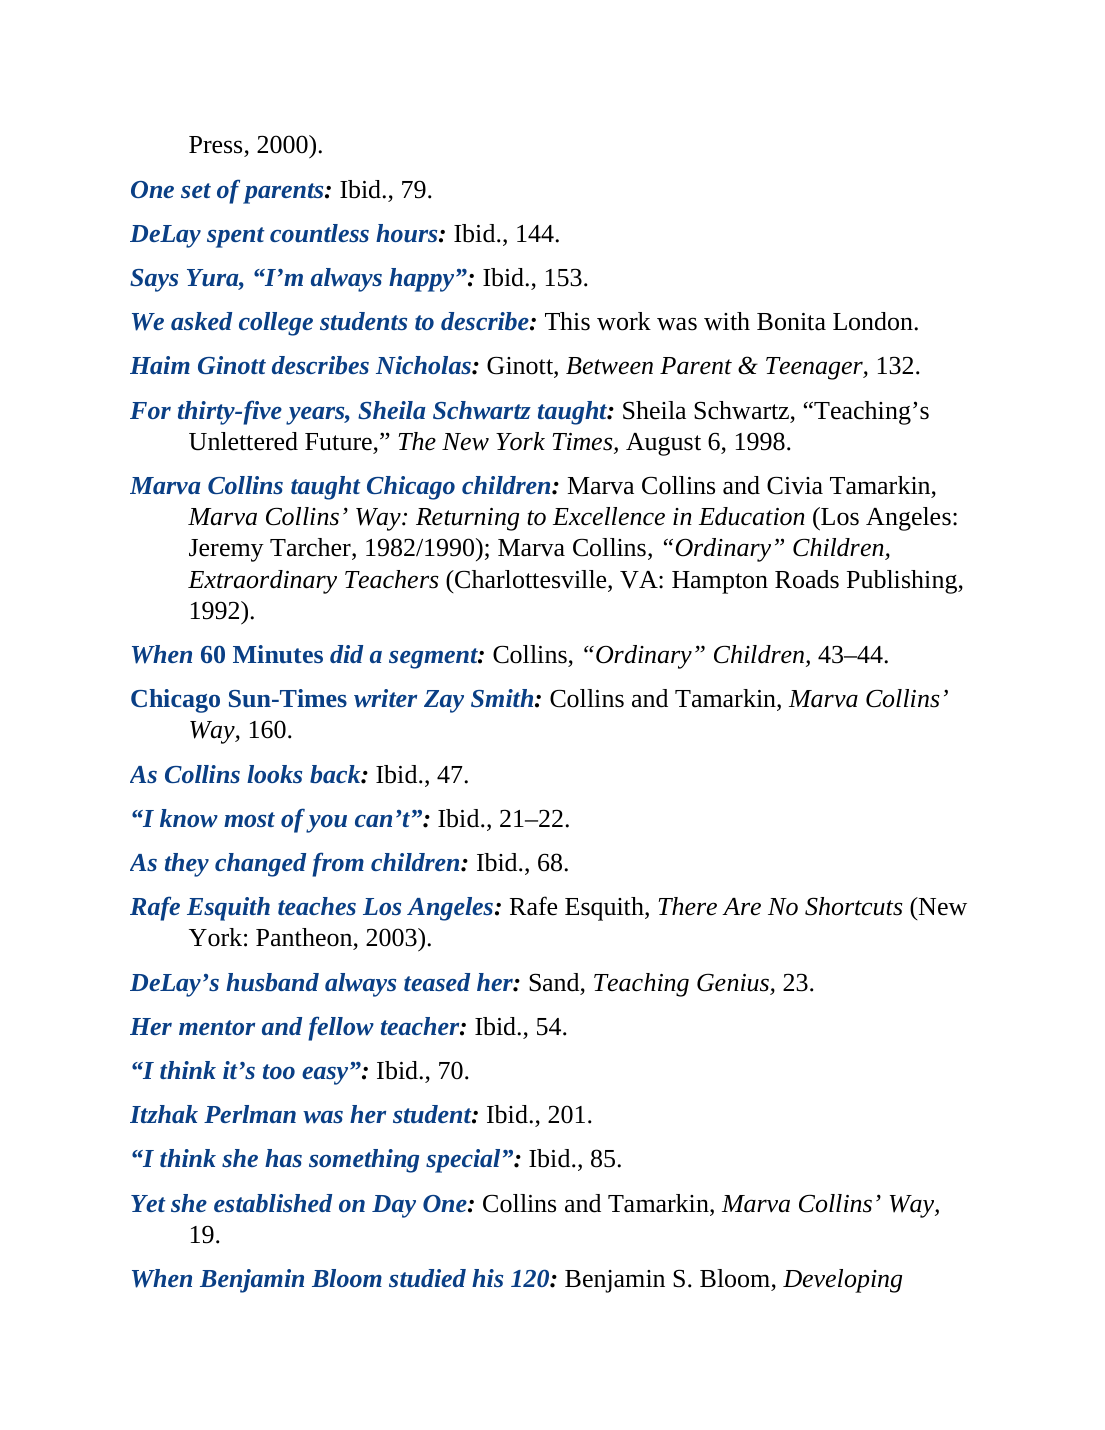 Press, 2000).
One set of parents: Ibid., 79.
DeLay spent countless hours: Ibid., 144.
Says Yura, “I’m always happy”: Ibid., 153.
We asked college students to describe: This work was with Bonita London.
Haim Ginott describes Nicholas: Ginott, Between Parent & Teenager, 132.
For thirty-five years, Sheila Schwartz taught: Sheila Schwartz, “Teaching’s
Unlettered Future,” The New York Times, August 6, 1998.
Marva Collins taught Chicago children: Marva Collins and Civia Tamarkin,
Marva Collins’ Way: Returning to Excellence in Education (Los Angeles:
Jeremy Tarcher, 1982/1990); Marva Collins, “Ordinary” Children,
Extraordinary Teachers (Charlottesville, VA: Hampton Roads Publishing,
1992).
When 60 Minutes did a segment: Collins, “Ordinary” Children, 43–44.
Chicago Sun-Times writer Zay Smith: Collins and Tamarkin, Marva Collins’
Way, 160.
As Collins looks back: Ibid., 47.
“I know most of you can’t”: Ibid., 21–22.
As they changed from children: Ibid., 68.
Rafe Esquith teaches Los Angeles: Rafe Esquith, There Are No Shortcuts (New
York: Pantheon, 2003).
DeLay’s husband always teased her: Sand, Teaching Genius, 23.
Her mentor and fellow teacher: Ibid., 54.
“I think it’s too easy”: Ibid., 70.
Itzhak Perlman was her student: Ibid., 201.
“I think she has something special”: Ibid., 85.
Yet she established on Day One: Collins and Tamarkin, Marva Collins’ Way,
19.
When Benjamin Bloom studied his 120: Benjamin S. Bloom, Developing